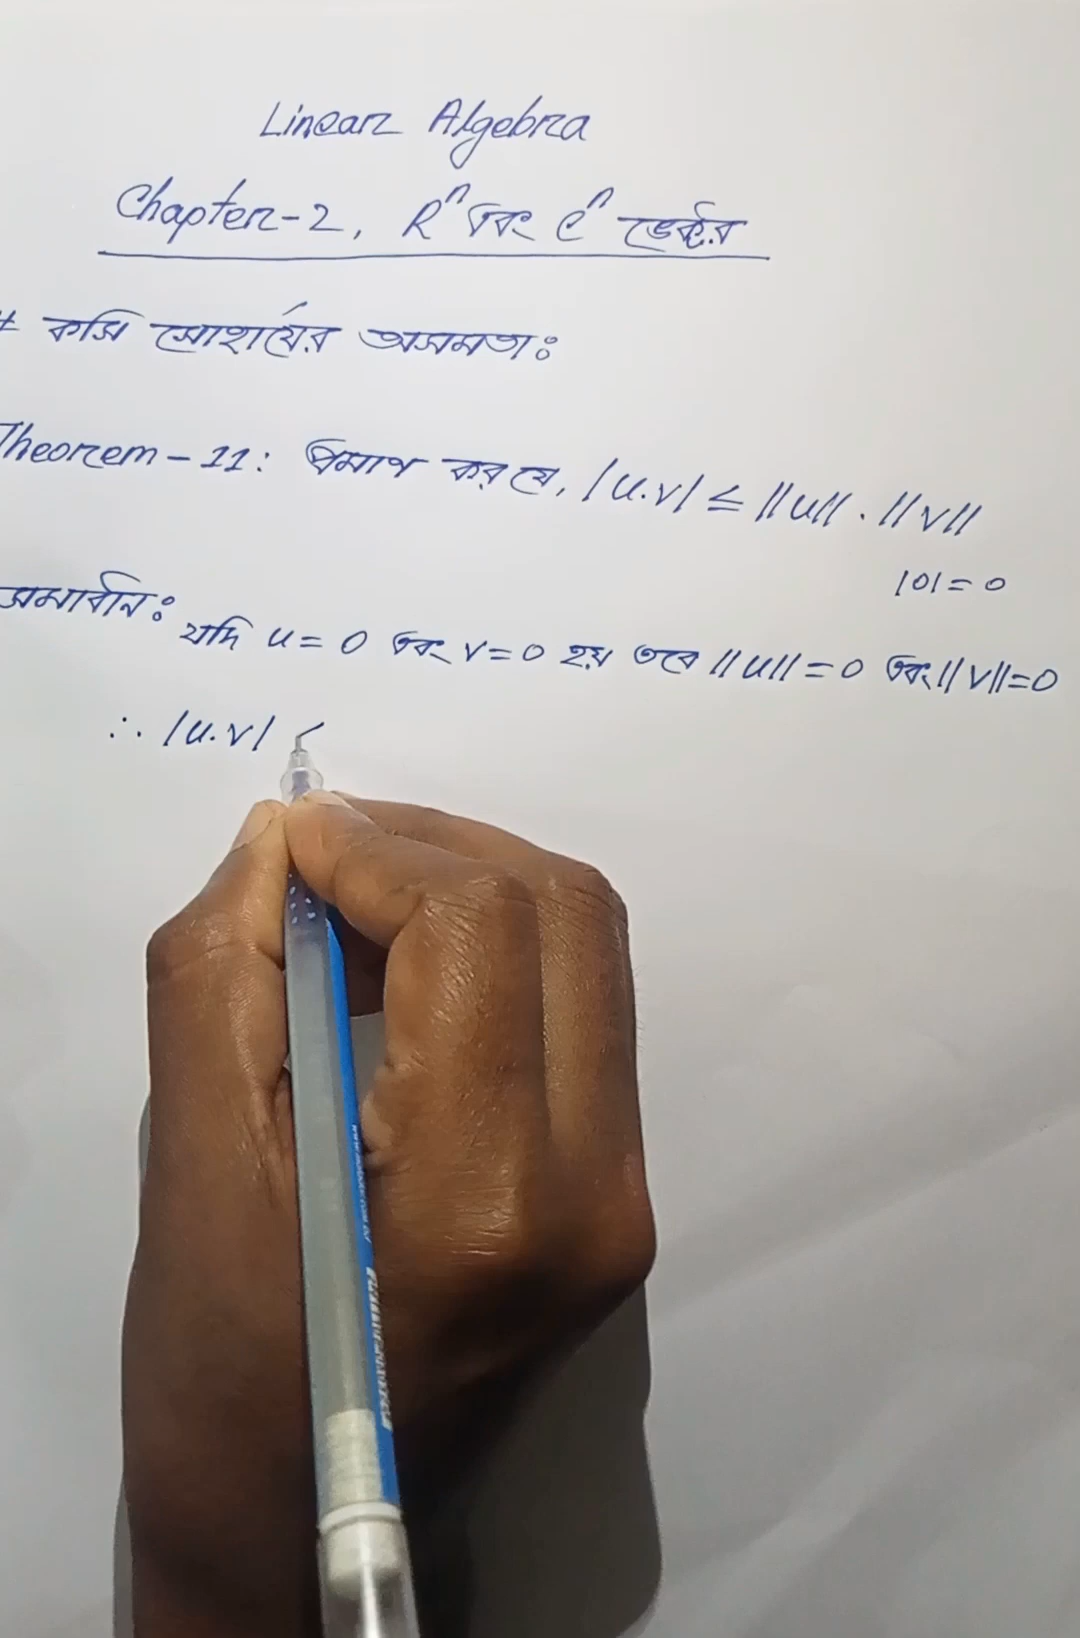 Linear Algebra
Chapter-2, Rⁿ এবং Cⁿ ভেক্টর
# কসি সোহার্যের অসমতাঃ
Theorem-11: প্রমাণ কর যে, |u.v| ≤ ||u|| . ||v||
|0| = 0
সমাধানঃ
যদি u = 0 এবং v = 0 হয় তবে ||u|| = 0 এবং ||v|| = 0
∴ |u.v|